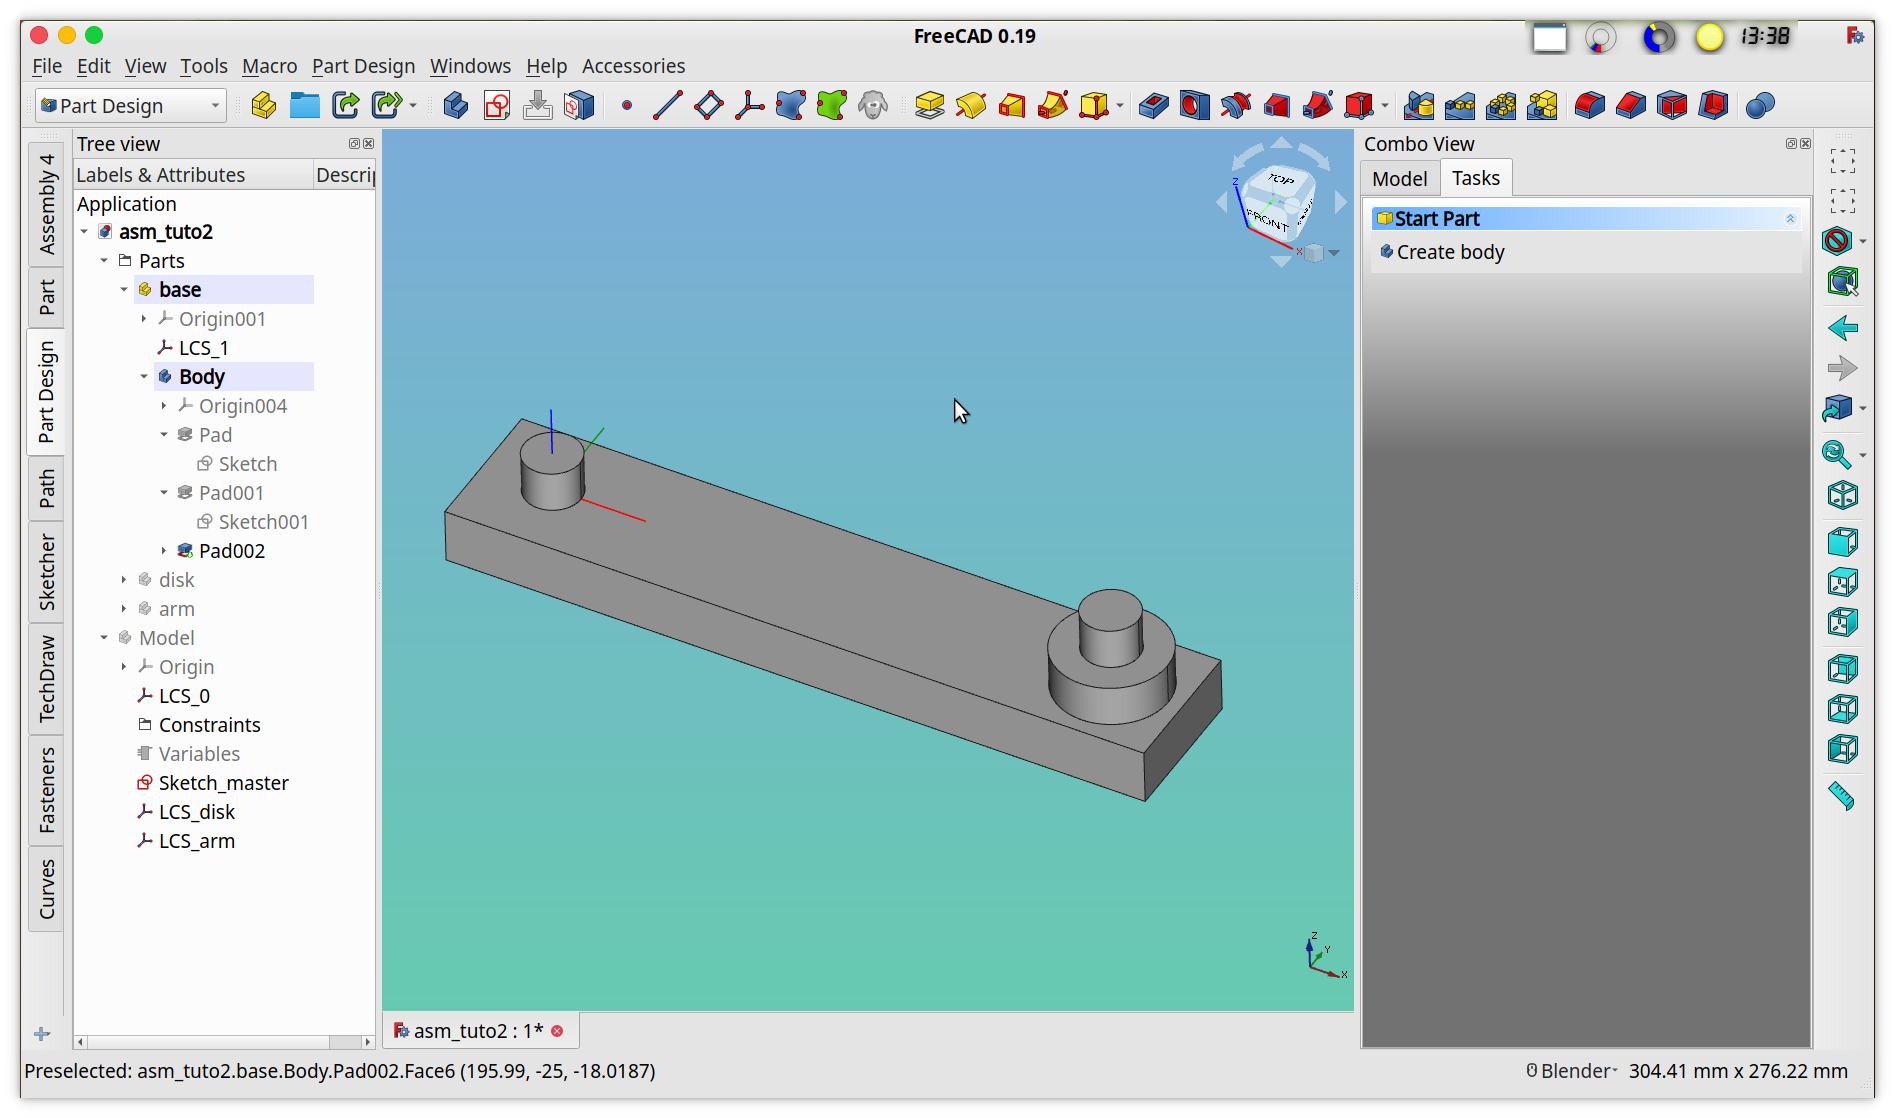 FreeCAD 0.19
13:38
File Edit View Tools Macro Part Design Windows Help Accessories
Part Design
Tree view
Labels & Attributes
Application
asm_tuto2
Parts
base
Origin001
LCS_1
Body
Origin004
Pad
Sketch
Pad001
Sketch001
Pad002
disk
arm
Model
Origin
LCS_0
Constraints
Variables
Sketch_master
LCS_disk
LCS_arm
Assembly 4
Part
Part Design
Path
Sketcher
TechDraw
Fasteners
Curves
TOP
FRONT
Z
X
Z
Y
X
asm_tuto2 : 1*
Combo View
Model Tasks
Start Part
Create body
Preselected: asm_tuto2.base.Body.Pad002.Face6 (195.99, -25, -18.0187)
Blender 304.41 mm x 276.22 mm